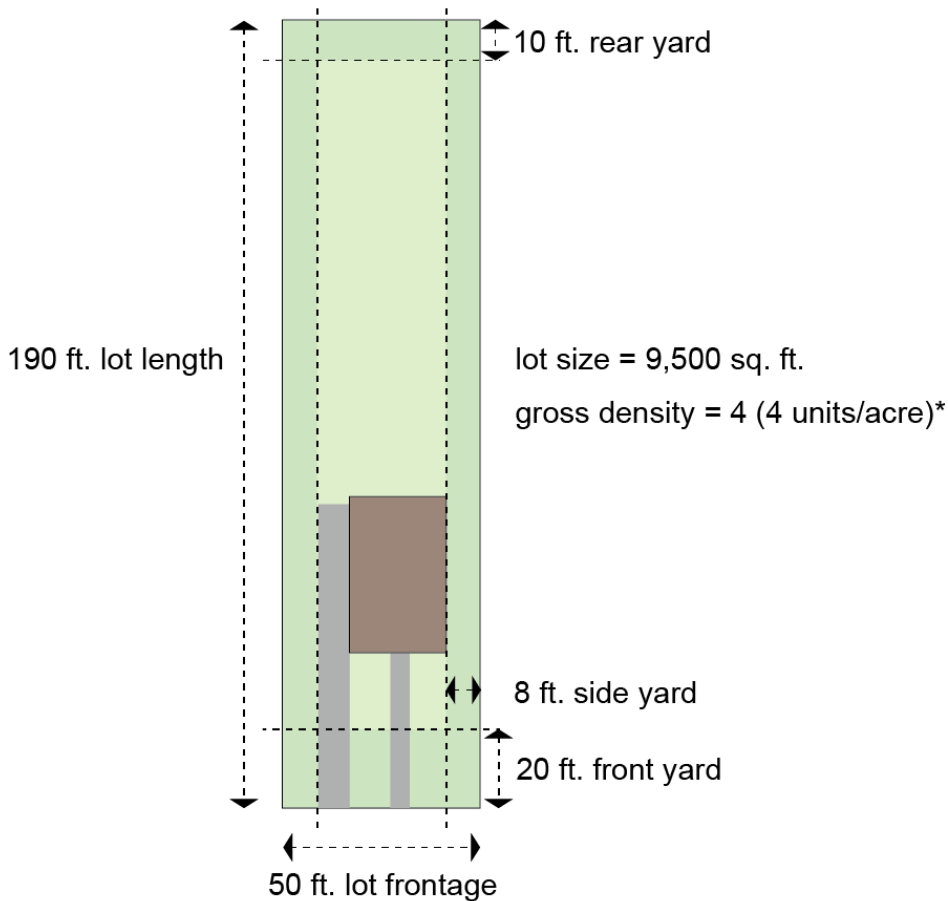 10 ft. rear yard
190 ft. lot length
lot size = 9,500 sq. ft.
gross density = 4 (4 units/acre)*
8 ft. side yard
20 ft. front yard
50 ft. lot frontage